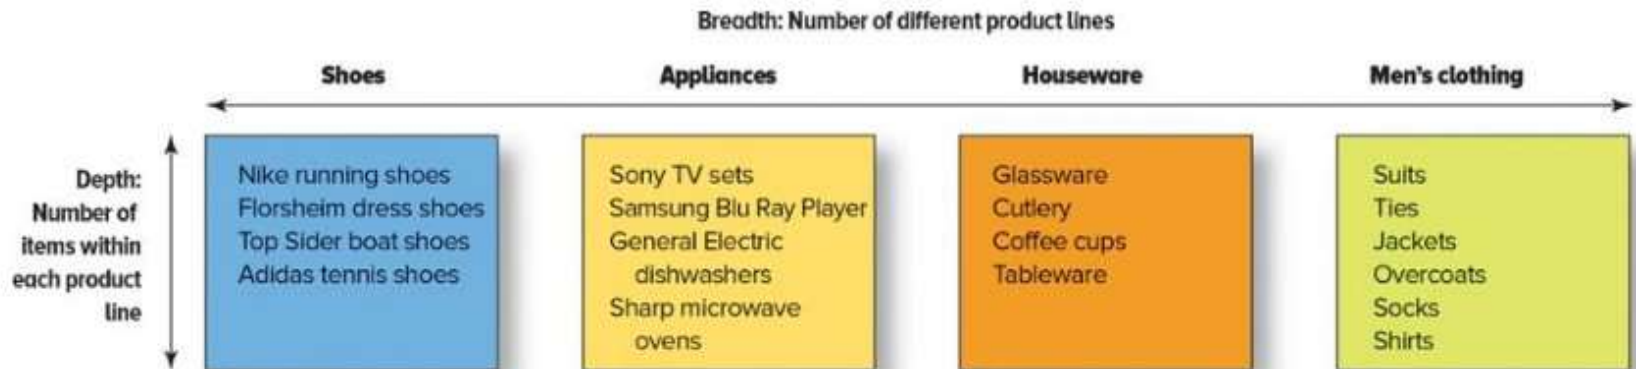 Breadth: Number of different product lines
Shoes
Appliances
Houseware
Men's clothing
Depth:
Number of
items within
each product
line
Nike running shoes
Florsheim dress shoes
Top Sider boat shoes
Adidas tennis shoes
Sony TV sets
Samsung Blu Ray Player
General Electric
dishwashers
Sharp microwave
ovens
Glassware
Cutlery
Coffee cups
Tableware
Suits
Ties
Jackets
Overcoats
Socks
Shirts